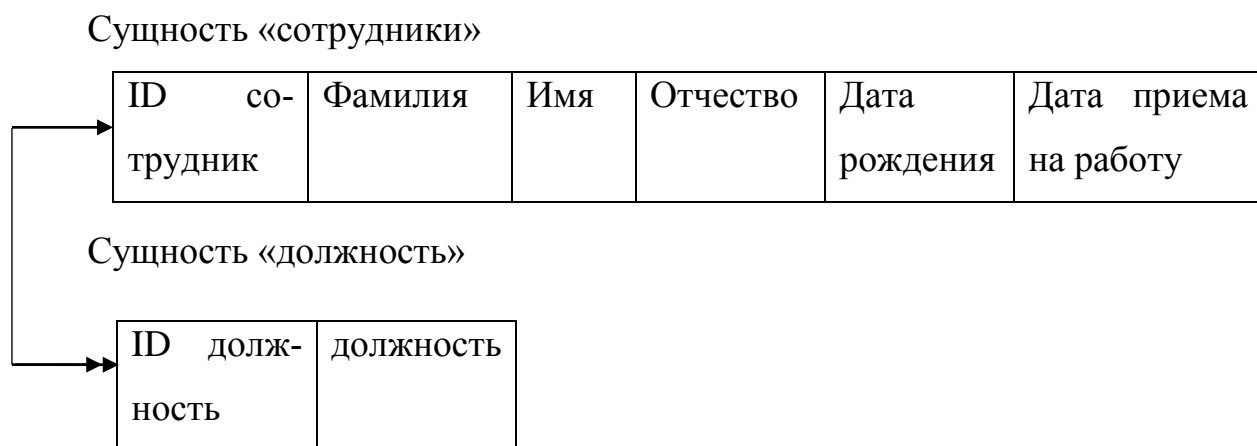 Сущность «сотрудники»
ID со- Фамилия Имя Отчество Дата Дата приема
трудник рождения на работу
Сущность «должность»
ID долж- должность
ность